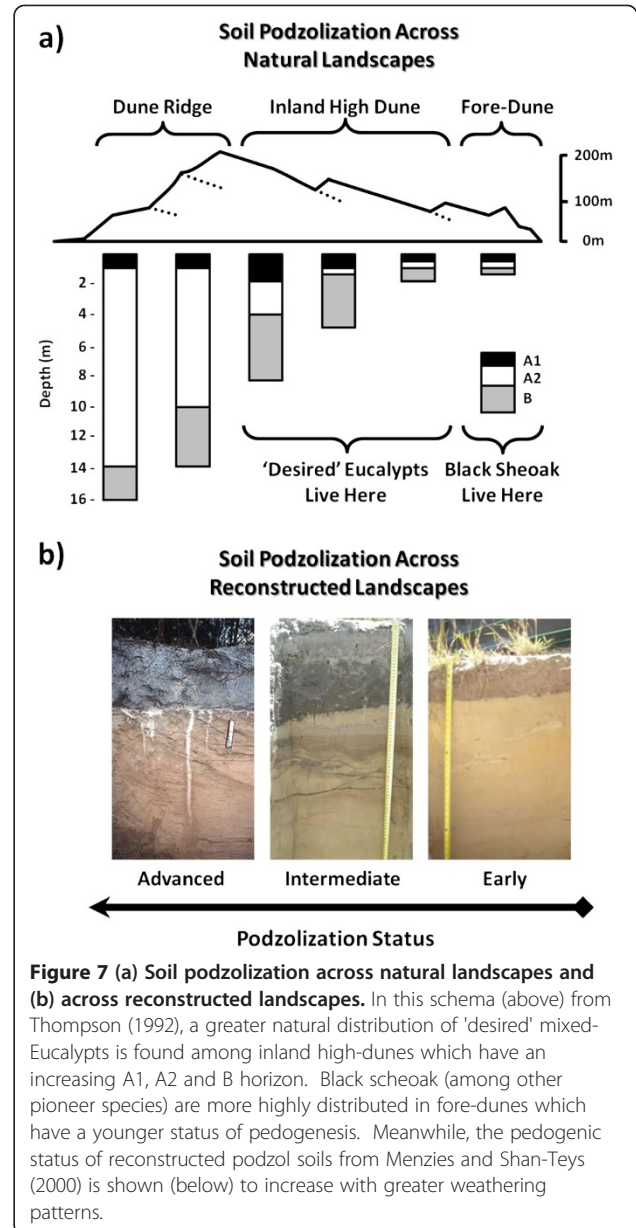 a)
Soil Podzolization Across
Natural Landscapes
Dune Ridge
Inland High Dune
Fore-Dune
200m
100m
0m
Depth (m)
2 -
4 -
6 -
8 -
10 -
12 -
14 -
16 -
A1
A2
B
'Desired' Eucalypts
Live Here
Black Sheoak
Live Here
b)
Soil Podzolization Across
Reconstructed Landscapes
Advanced
Intermediate
Early
Podzolization Status
Figure 7 (a) Soil podzolization across natural landscapes and
(b) across reconstructed landscapes. In this schema (above) from
Thompson (1992), a greater natural distribution of 'desired' mixed-
Eucalypts is found among inland high-dunes which have an
increasing A1, A2 and B horizon. Black scheoak (among other
pioneer species) are more highly distributed in fore-dunes which
have a younger status of pedogenesis. Meanwhile, the pedogenic
status of reconstructed podzol soils from Menzies and Shan-Teys
(2000) is shown (below) to increase with greater weathering
patterns.